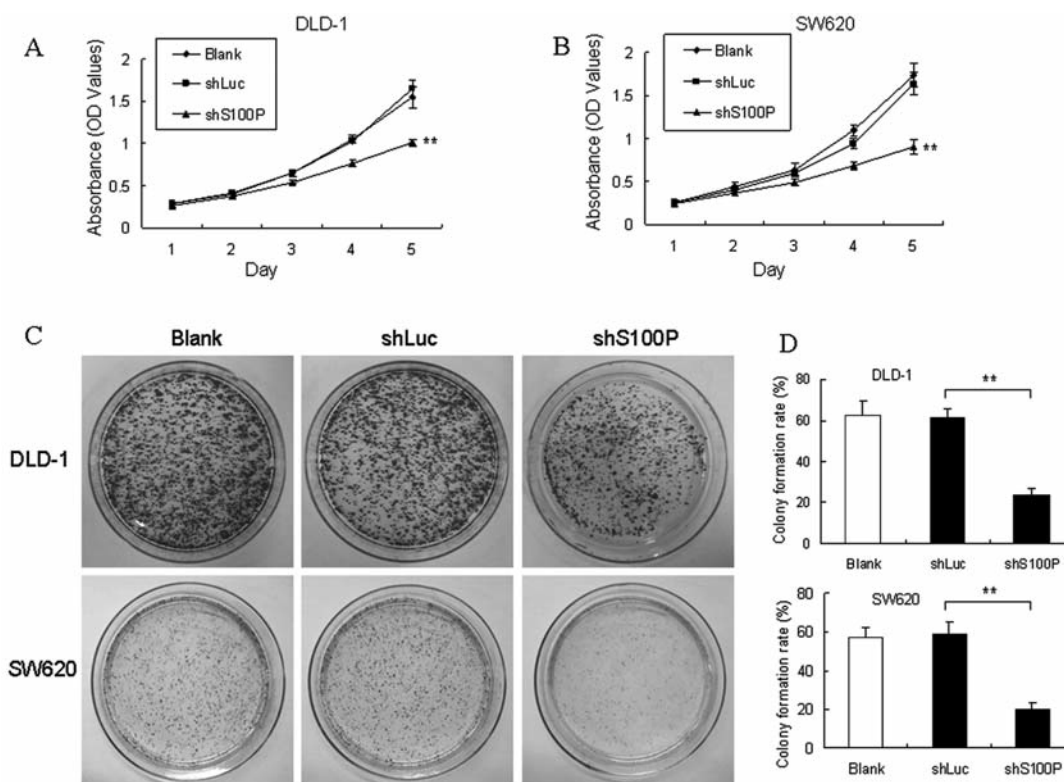 A
DLD-1
Absorbance (OD Values)
2
1.5
1
0.5
0
Blank
shLuc
shS100P
**
1 2 3 4 5
Day
B
SW620
Absorbance (OD Values)
2
1.5
1
0.5
0
Blank
shLuc
shS100P
**
1 2 3 4 5
Day
C
Blank shLuc shS100P
DLD-1
SW620
D
DLD-1
Colony formation rate (%)
80
60
40
20
0
**
Blank shLuc shS100P
SW620
Colony formation rate (%)
80
60
40
20
0
**
Blank shLuc shS100P